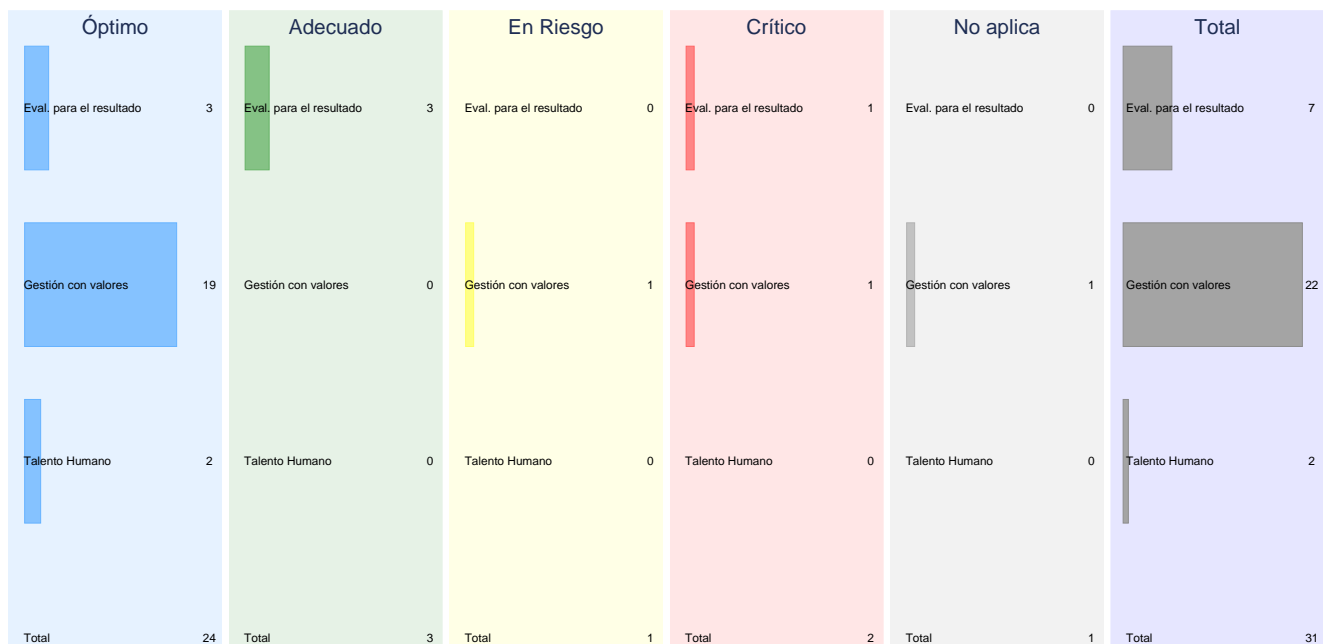 Óptimo Adecuado En Riesgo Crítico No aplica Total
Eval. para el resultado 3 Eval. para el resultado 3 Eval. para el resultado 0 Eval. para el resultado 1 Eval. para el resultado 0 Eval. para el resultado 7
Gestión con valores 19 Gestión con valores 0 Gestión con valores 1 Gestión con valores 1 Gestión con valores 1 Gestión con valores 22
Talento Humano 2 Talento Humano 0 Talento Humano 0 Talento Humano 0 Talento Humano 0 Talento Humano 2
Total 24 Total 3 Total 1 Total 2 Total 1 Total 31